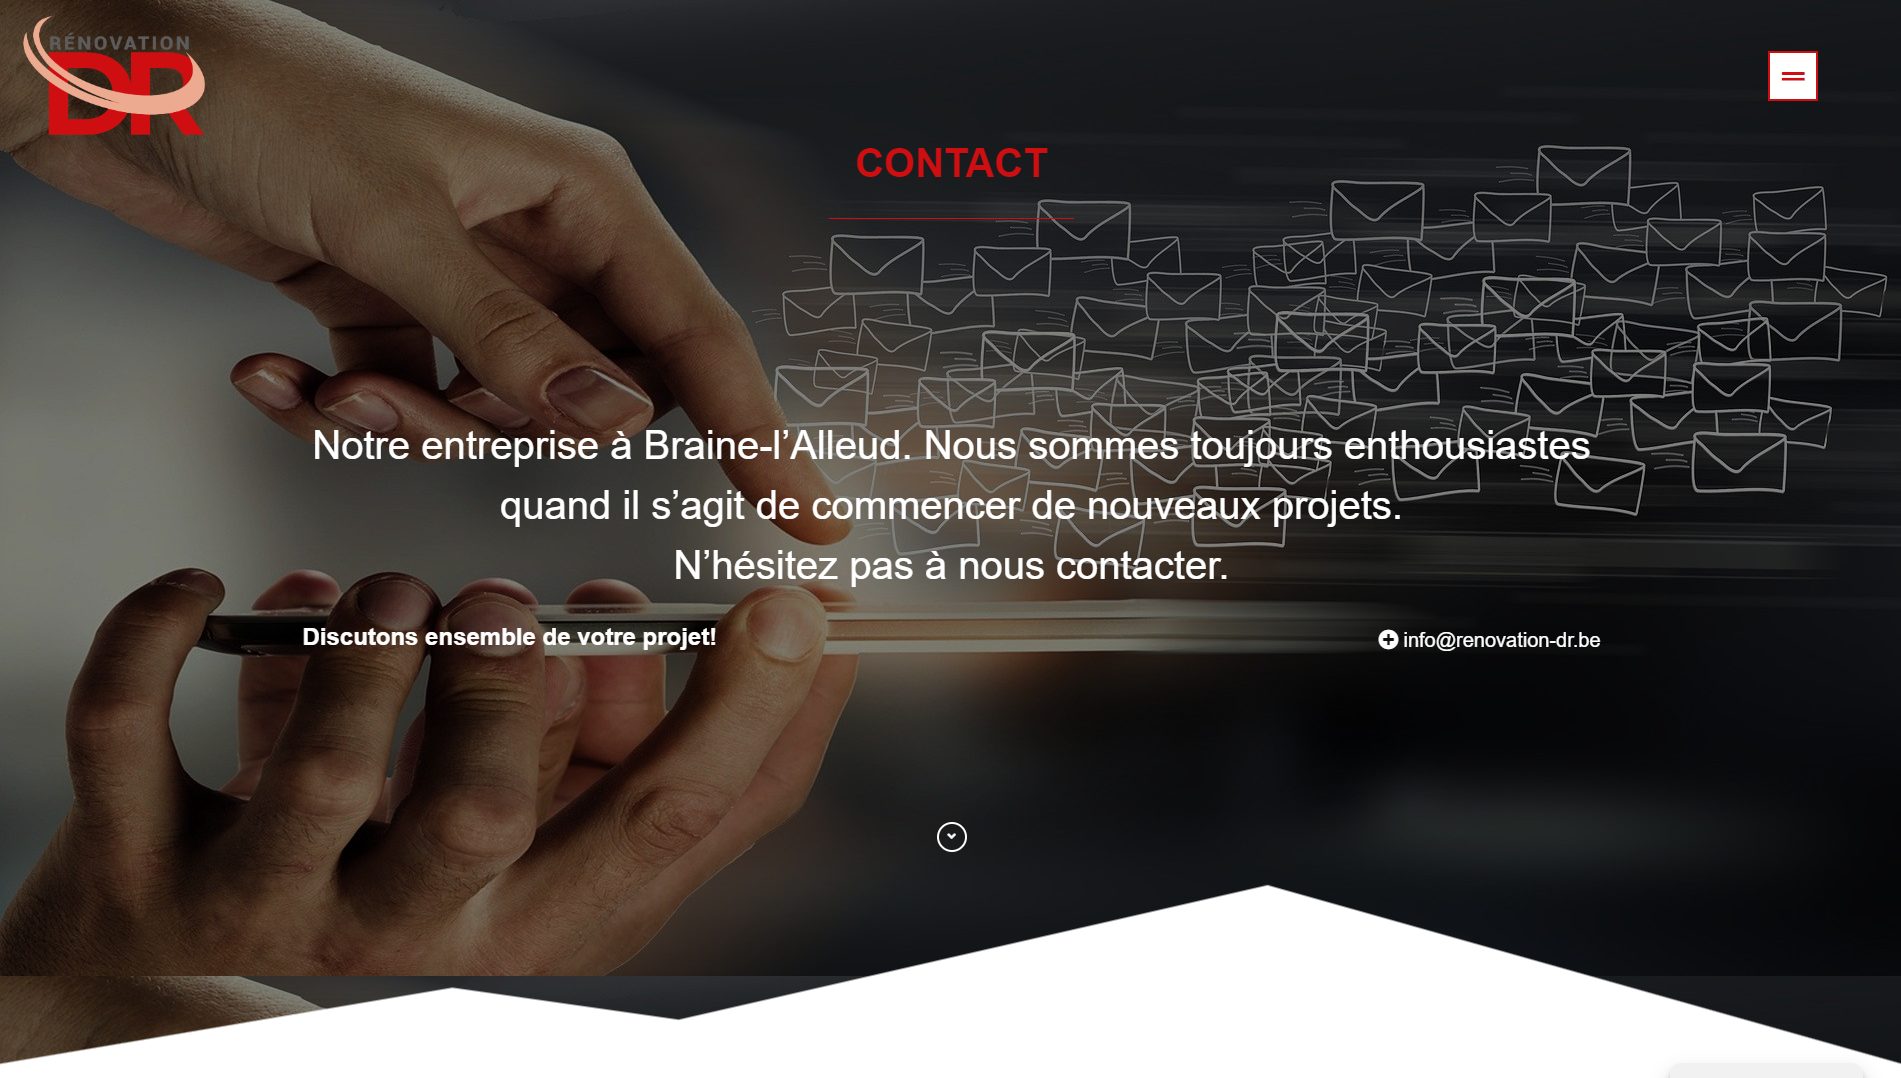 RÉNOVATION
DR
CONTACT
Notre entreprise à Braine-l’Alleud. Nous sommes toujours enthousiastes
quand il s’agit de commencer de nouveaux projets.
N’hésitez pas à nous contacter.
Discutons ensemble de votre projet!
info@renovation-dr.be